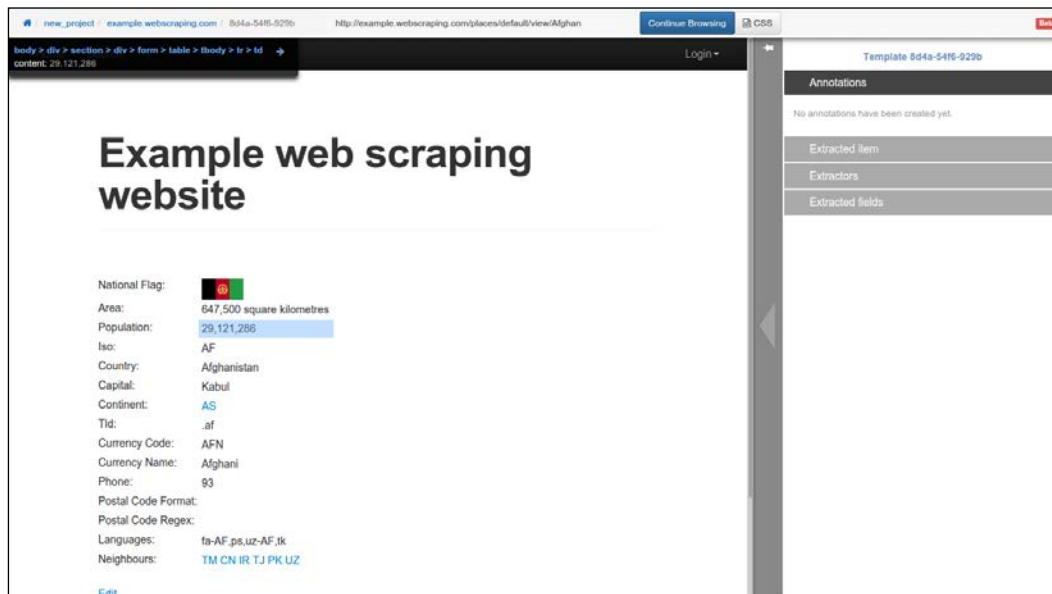 new_project / example.webscraping.com / 8d4a-54f6-929b
http://example.webscraping.com/places/default/view/Afghan
Continue Browsing
CSS
Beta
body > div > section > div > form > table > tbody > tr > td
content: 29,121,286
Login
Template 8d4a-54f6-929b
Annotations
No annotations have been created yet.
Extracted item
Extractors
Extracted fields
Example web scraping
website
National Flag:
Area: 647,500 square kilometres
Population: 29,121,286
Iso: AF
Country: Afghanistan
Capital: Kabul
Continent: AS
Tld: .af
Currency Code: AFN
Currency Name: Afghani
Phone: 93
Postal Code Format:
Postal Code Regex:
Languages: fa-AF,ps,uz-AF,tk
Neighbours: TM CN IR TJ PK UZ
Edit